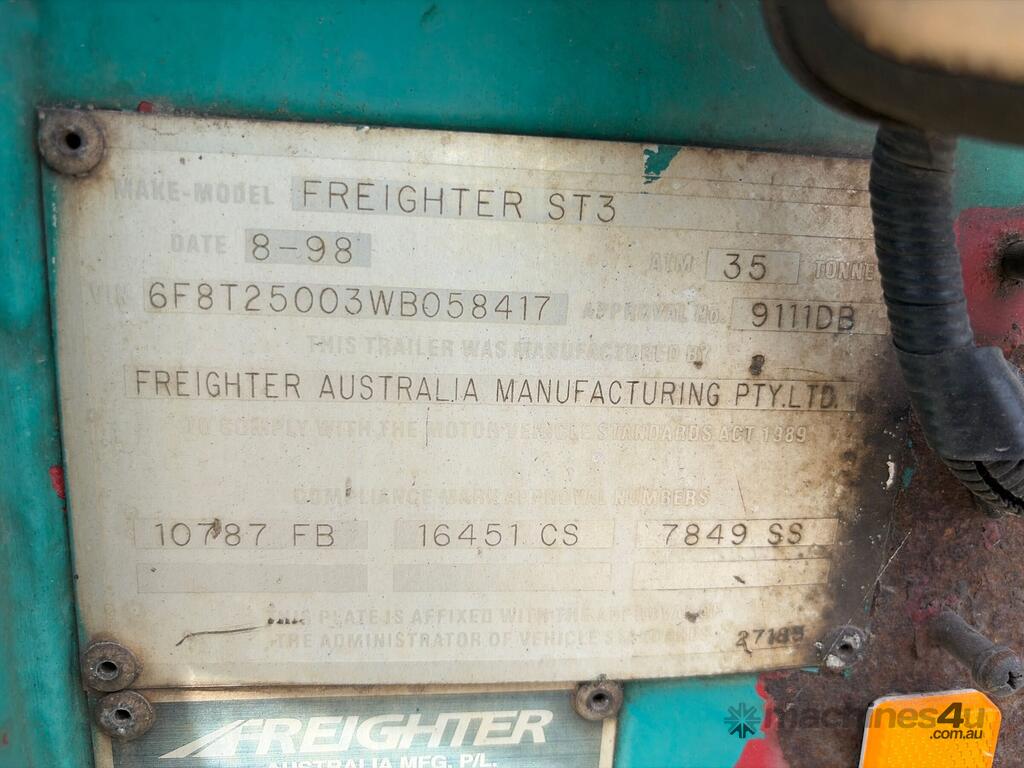 MAKE-MODEL FREIGHTER ST3
DATE 8-98
ATM 35 TONNE
VIN 6F8T25003WB058417 APPROVAL No. 9111DB
THIS TRAILER WAS MANUFACTURED BY
FREIGHTER AUSTRALIA MANUFACTURING PTY.LTD.
TO COMPLY WITH THE MOTOR VEHICLE STANDARDS ACT 1989
COMPLIANCE MARK APPROVAL NUMBERS
10787 FB 16451 CS 7849 SS
THIS PLATE IS AFFIXED WITH THE APPROVAL OF
THE ADMINISTRATOR OF VEHICLE STANDARDS
FREIGHTER
AUSTRALIA MFG. P/L.
machines4u
.com.au